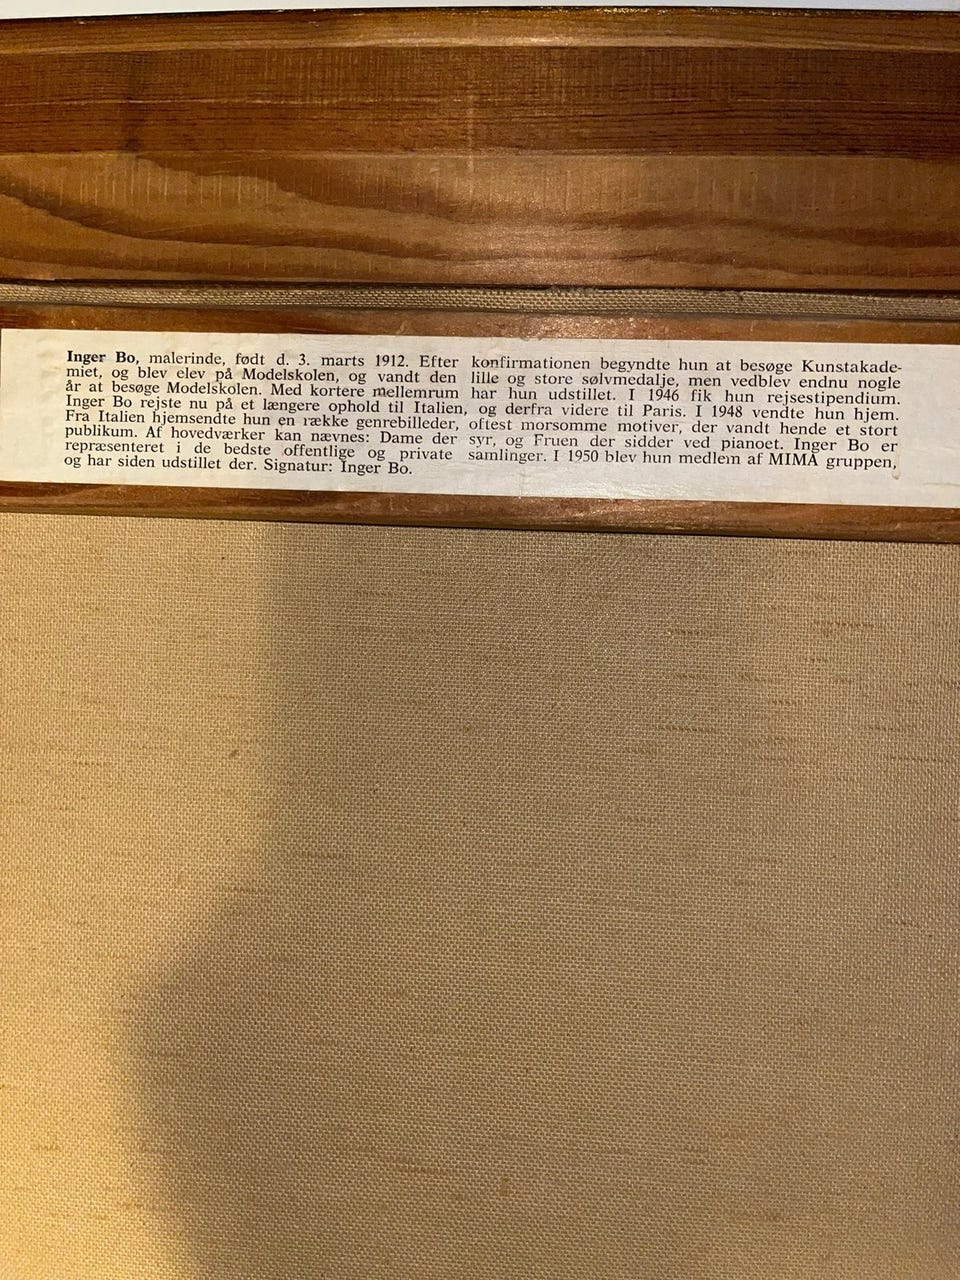 Inger Bo, malerinde, født d. 3. marts 1912. Efter konfirmationen begyndte hun at besøge Kunstakade-
miet, og blev elev på Modelskolen, og vandt den lille og store sølvmedalje, men vedblev endnu nogle
år at besøge Modelskolen. Med kortere mellemrum har hun udstillet. I 1946 fik hun rejsestipendium.
Inger Bo rejste nu på et længere ophold til Italien, og derfra videre til Paris. I 1948 vendte hun hjem.
Fra Italien hjemsendte hun en række genrebilleder, oftest morsomme motiver, der vandt hende et stort
publikum. Af hovedværker kan nævnes: Dame der syr, og Fruen der sidder ved pianoet. Inger Bo er
repræsenteret i de bedste offentlige og private samlinger. I 1950 blev hun medlem af MIMA gruppen,
og har siden udstillet der. Signatur: Inger Bo.